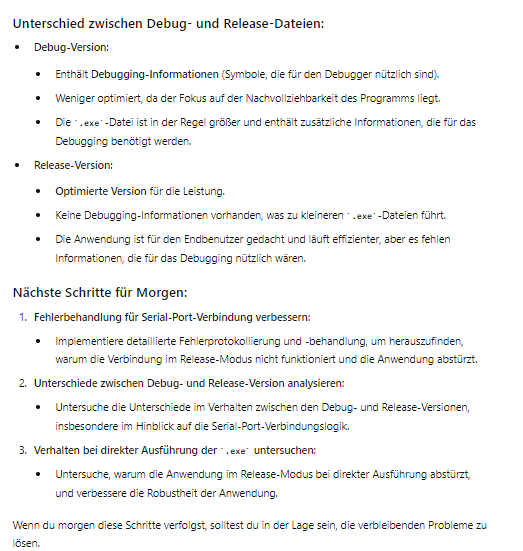 Unterschied zwischen Debug- und Release-Dateien:
• Debug-Version:
• Enthält Debugging-Informationen (Symbole, die für den Debugger nützlich sind).
• Weniger optimiert, da der Fokus auf der Nachvollziehbarkeit des Programms liegt.
• Die `.exe`-Datei ist in der Regel größer und enthält zusätzliche Informationen, die für das
Debugging benötigt werden.
• Release-Version:
• Optimierte Version für die Leistung.
• Keine Debugging-Informationen vorhanden, was zu kleineren `.exe`-Dateien führt.
• Die Anwendung ist für den Endbenutzer gedacht und läuft effizienter, aber es fehlen
Informationen, die für das Debugging nützlich wären.
Nächste Schritte für Morgen:
1. Fehlerbehandlung für Serial-Port-Verbindung verbessern:
• Implementiere detaillierte Fehlerprotokollierung und -behandlung, um herauszufinden,
warum die Verbindung im Release-Modus nicht funktioniert und die Anwendung abstürzt.
2. Unterschiede zwischen Debug- und Release-Version analysieren:
• Untersuche die Unterschiede im Verhalten zwischen den Debug- und Release-Versionen,
insbesondere im Hinblick auf die Serial-Port-Verbindungslogik.
3. Verhalten bei direkter Ausführung der `.exe` untersuchen:
• Untersuche, warum die Anwendung im Release-Modus bei direkter Ausführung abstürzt,
und verbessere die Robustheit der Anwendung.
Wenn du morgen diese Schritte verfolgst, solltest du in der Lage sein, die verbleibenden Probleme zu
lösen.